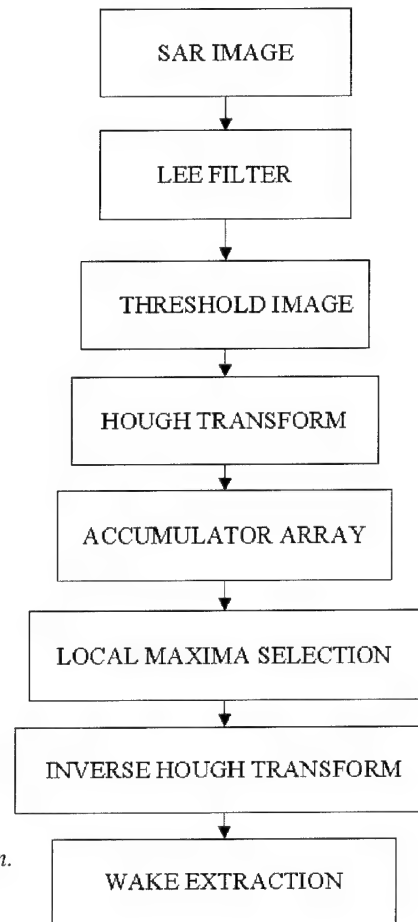 SAR IMAGE
LEE FILTER
THRESHOLD IMAGE
HOUGH TRANSFORM
ACCUMULATOR ARRAY
LOCAL MAXIMA SELECTION
INVERSE HOUGH TRANSFORM
WAKE EXTRACTION